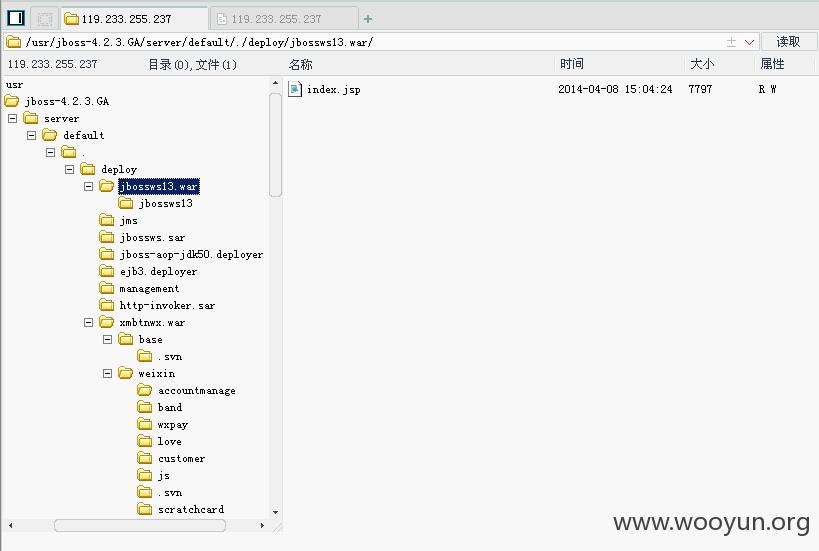 119.233.255.237 119.233.255.237
/usr/jboss-4.2.3.GA/server/default/./deploy/jbossws13.war/ 读取
119.233.255.237 目录(0),文件(1) 名称 时间 大小 属性
index.jsp 2014-04-08 15:04:24 7797 R W
usr
jboss-4.2.3.GA
server
default
.
deploy
jbossws13.war
jbossws13
jms
jbossws.sar
jboss-aop-jdk50.deployer
ejb3.deployer
management
http-invoker.sar
xmbtnwx.war
base
.svn
weixin
accountmanage
band
wxpay
love
customer
js
.svn
scratchcard
www.wooyun.org